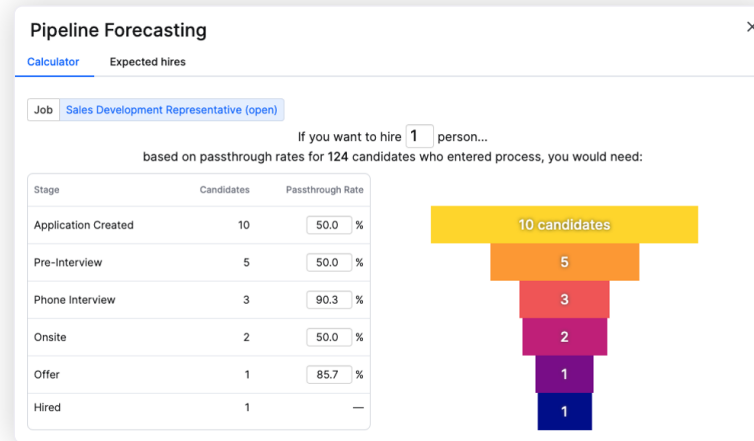 Pipeline Forecasting
Calculator Expected hires
Job Sales Development Representative (open)
If you want to hire 1 person...
based on passthrough rates for 124 candidates who entered process, you would need:
Stage Candidates Passthrough Rate
Application Created 10 50.0 %
Pre-Interview 5 50.0 %
Phone Interview 3 90.3 %
Onsite 2 50.0 %
Offer 1 85.7 %
Hired 1 —
10 candidates
5
3
2
1
1